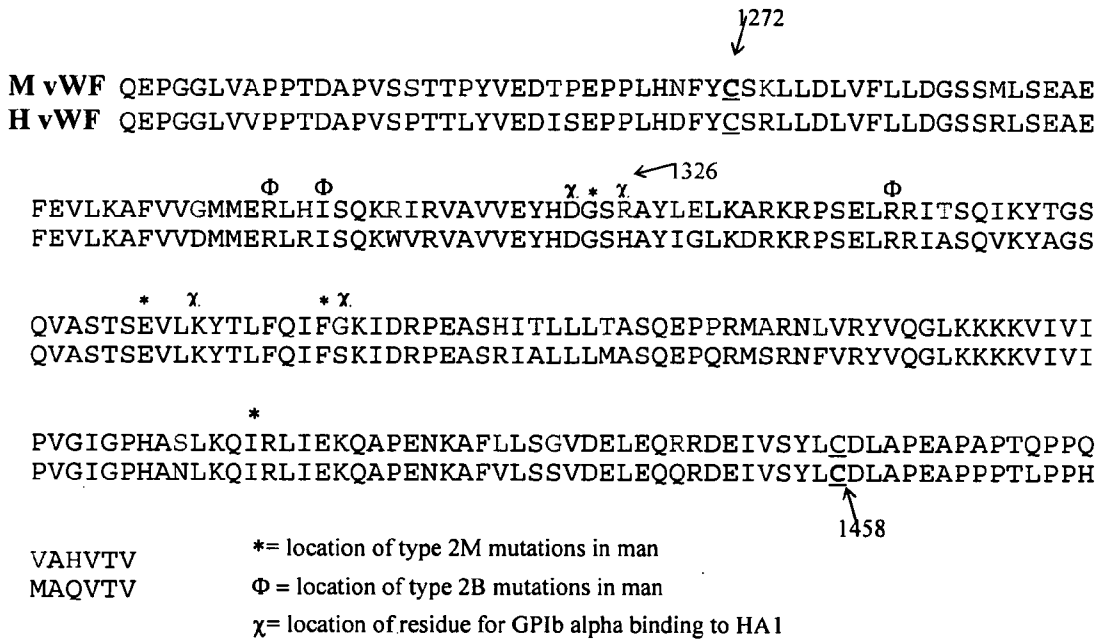 1272
M vWF QEPGGLVAPPTDAPVSSTTPYVEDTPEPPLHNFYCSKLLDLVFLLDGSSMLSEAE
H vWF QEPGGLVVPPTDAPVSPTTLYVEDISEPPLHDFYCSRLLDLVFLLDGSSRLSEAE
Φ Φ χ * χ 1326 Φ
FEVLKAFVVGMMERLHISQKRIRVAVVEYHDGSRAYLELKARKRPSELRRITSQIKYTGS
FEVLKAFVVDMMERLRISQKWVRVAVVEYHDGSHAYIGLKDRKRPSELRRIASQVKYAGS
* χ * χ
QVASTSEVLKYTLFQIFGKIDRPEASHITLLLTASQEPPRMARNLVRYVQGLKKKKVIVI
QVASTSEVLKYTLFQIFSKIDRPEASRIALLLMASQEPQRMSRNFVRYVQGLKKKKVIVI
*
PVGIGPHASLKQIRLIEKQAPENKAFLLSGVDELEQRRDEIVSYLCDLAPEAPAPTQPPQ
PVGIGPHANLKQIRLIEKQAPENKAFVLSSVDELEQQRDEIVSYLCDLAPEAPPPTLPPH
1458
VAHVTV
MAQVTV
*= location of type 2M mutations in man
Φ = location of type 2B mutations in man
χ= location of residue for GPIb alpha binding to HA1